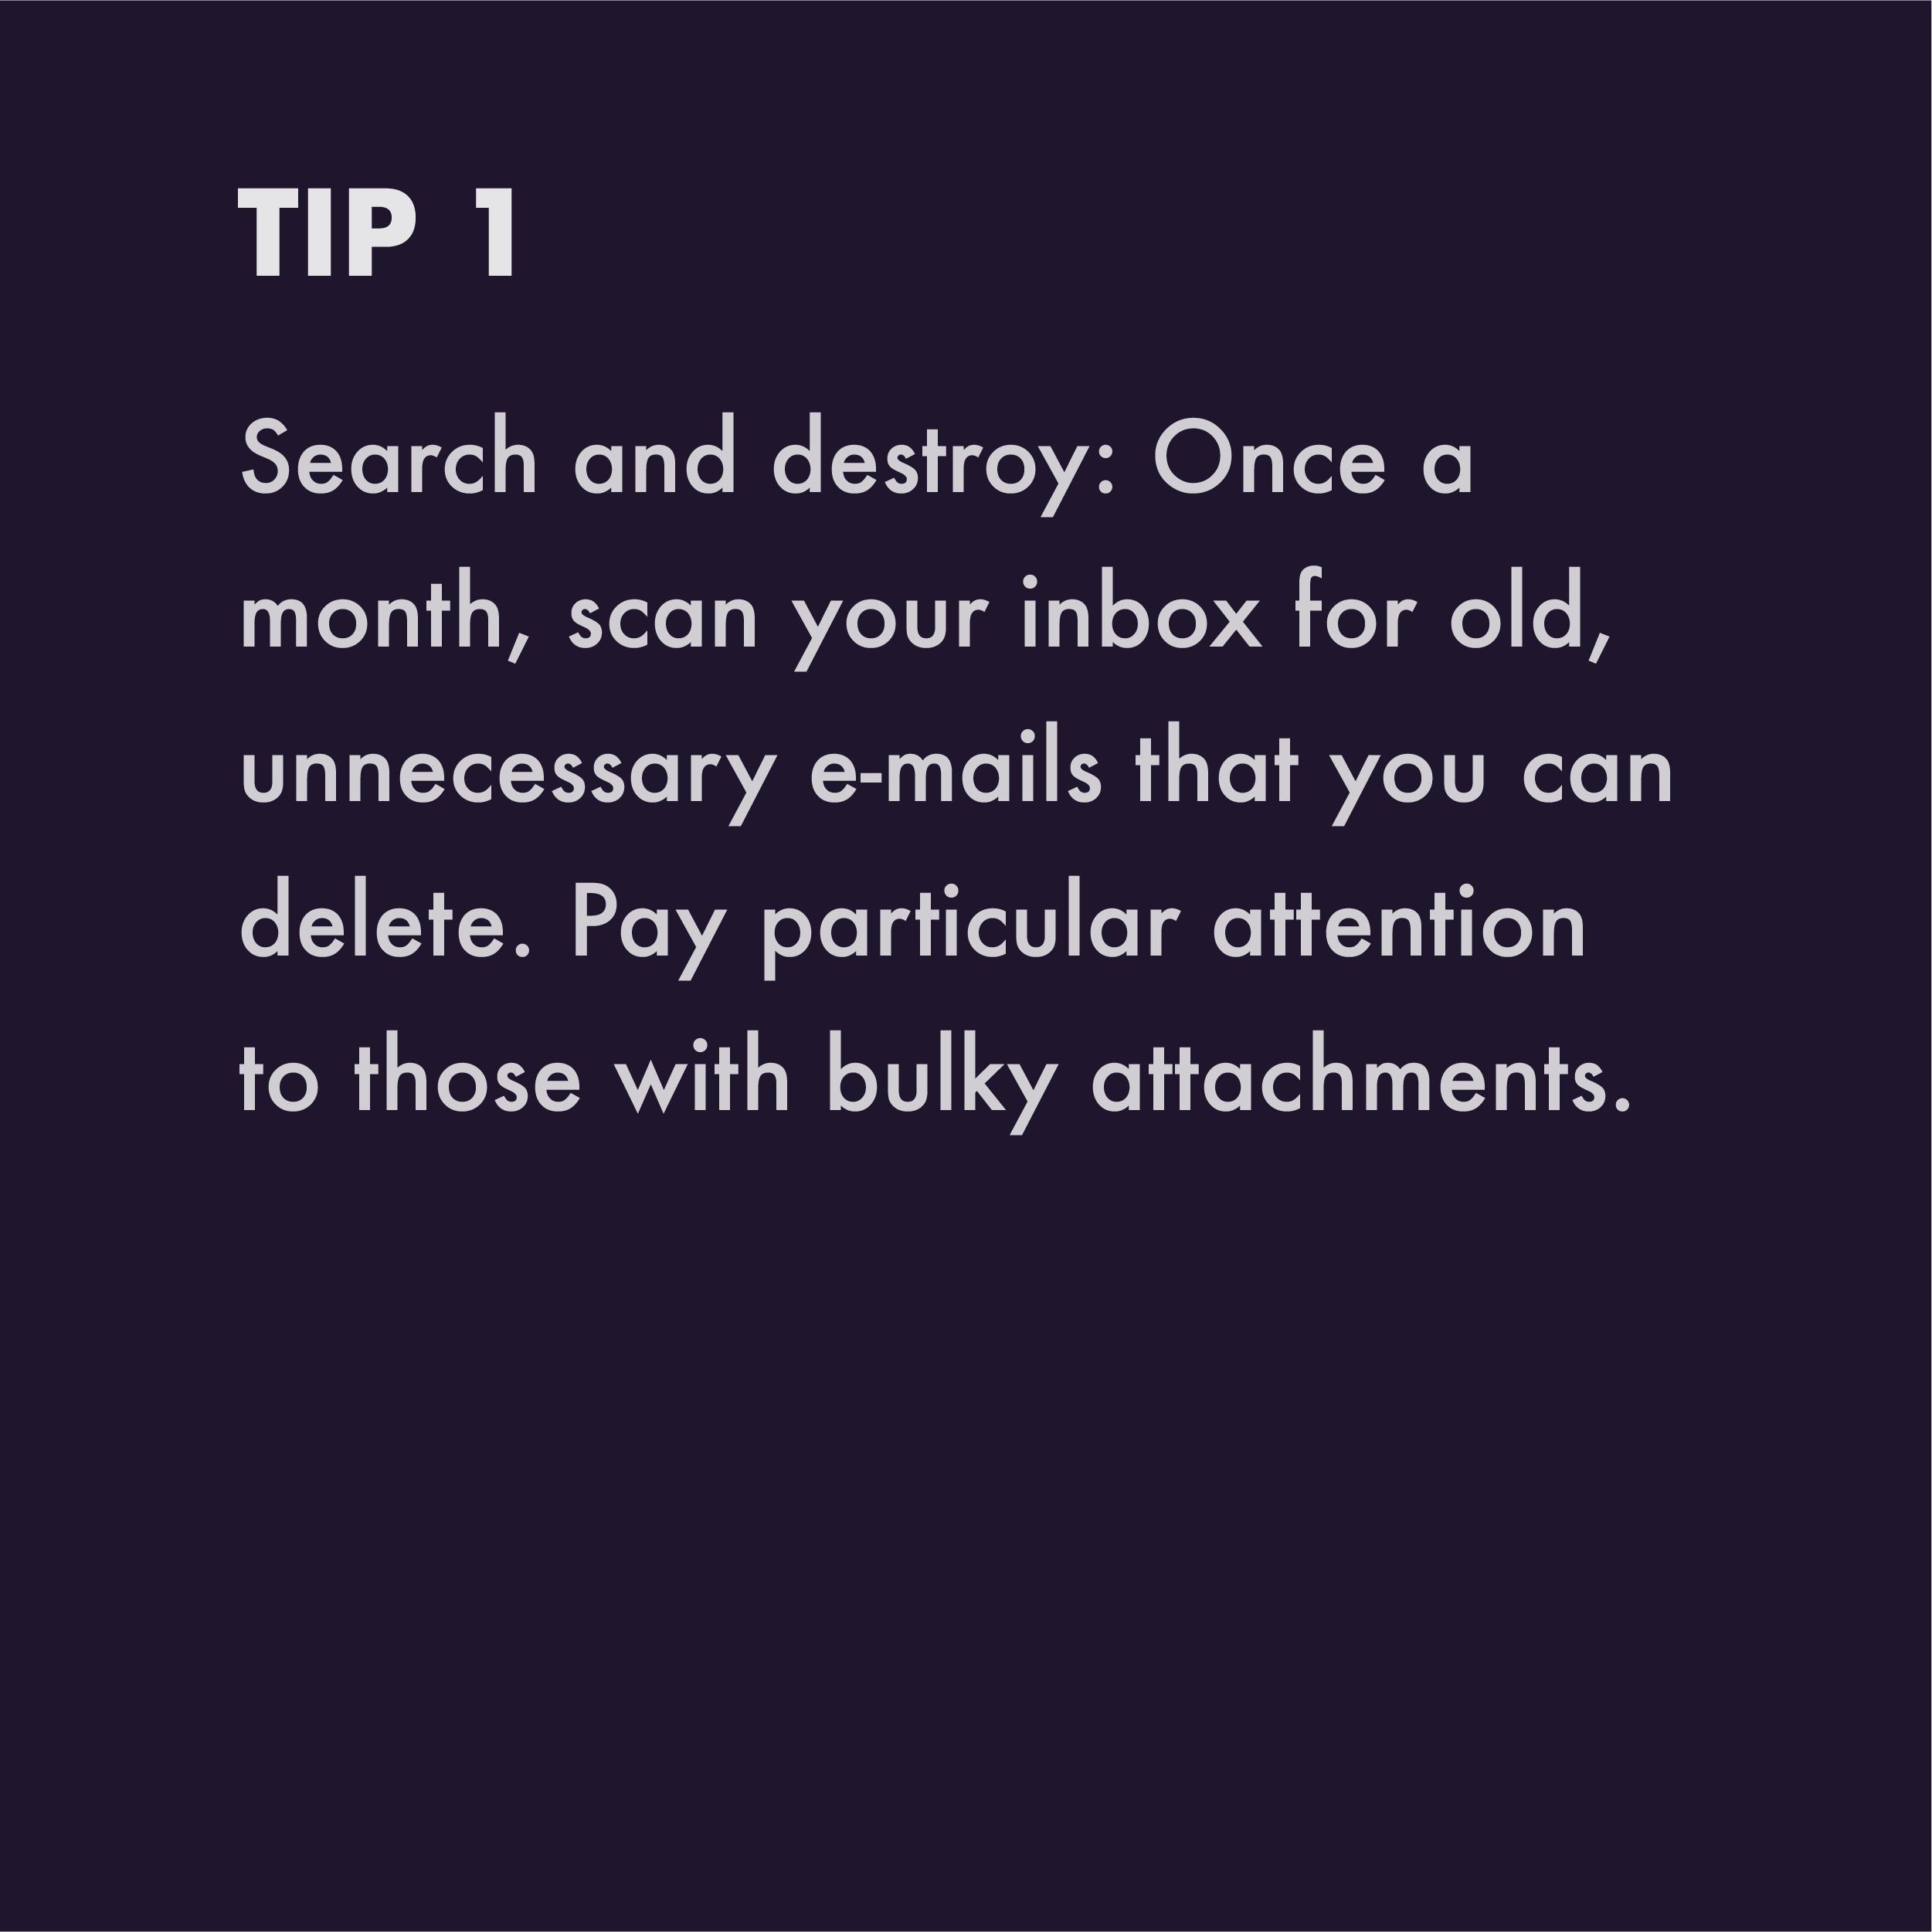 TIP 1
Search and destroy: Once a
month, scan your inbox for old,
unnecessary e-mails that you can
delete. Pay particular attention
to those with bulky attachments.